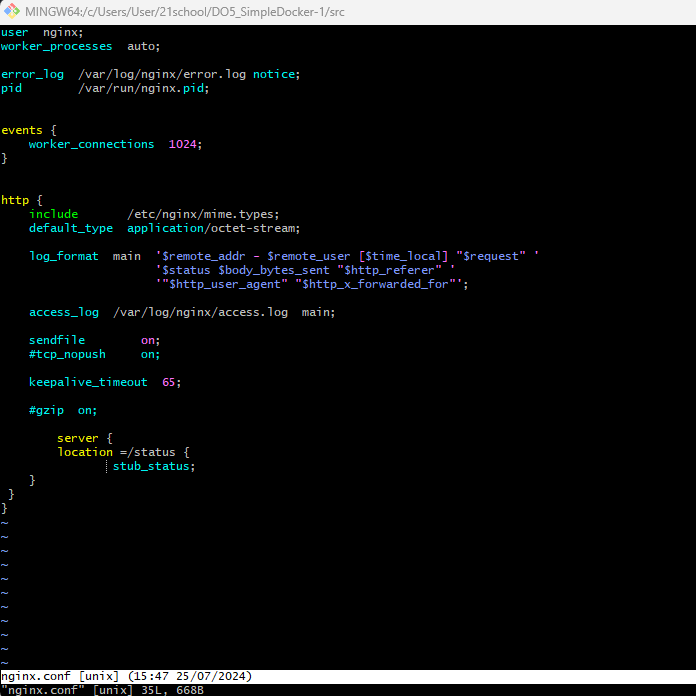 MINGW64:/c/Users/User/21school/DO5_SimpleDocker-1/src
user  nginx;
worker_processes  auto;
error_log  /var/log/nginx/error.log notice;
pid        /var/run/nginx.pid;
events {
    worker_connections  1024;
}
http {
    include       /etc/nginx/mime.types;
    default_type  application/octet-stream;
    log_format  main  '$remote_addr - $remote_user [$time_local] "$request" '
                      '$status $body_bytes_sent "$http_referer" '
                      '"$http_user_agent" "$http_x_forwarded_for"';
    access_log  /var/log/nginx/access.log  main;
    sendfile        on;
    #tcp_nopush     on;
    keepalive_timeout  65;
    #gzip  on;
        server {
        location =/status {
                stub_status;
    }
 }
}
~
~
~
~
~
~
~
~
~
~
~
nginx.conf [unix] (15:47 25/07/2024)
"nginx.conf" [unix] 35L, 668B